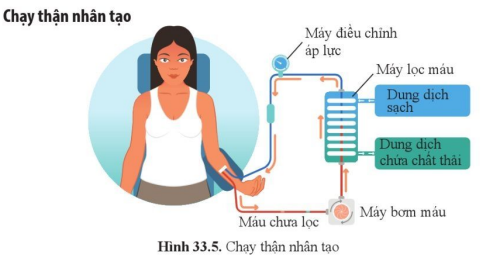 Chạy thận nhân tạo
Máy điều chỉnh
áp lực
Máy lọc máu
Dung dịch
sạch
Dung dịch
chứa chất thải
Máu chưa lọc
Máy bơm máu
Hình 33.5. Chạy thận nhân tạo